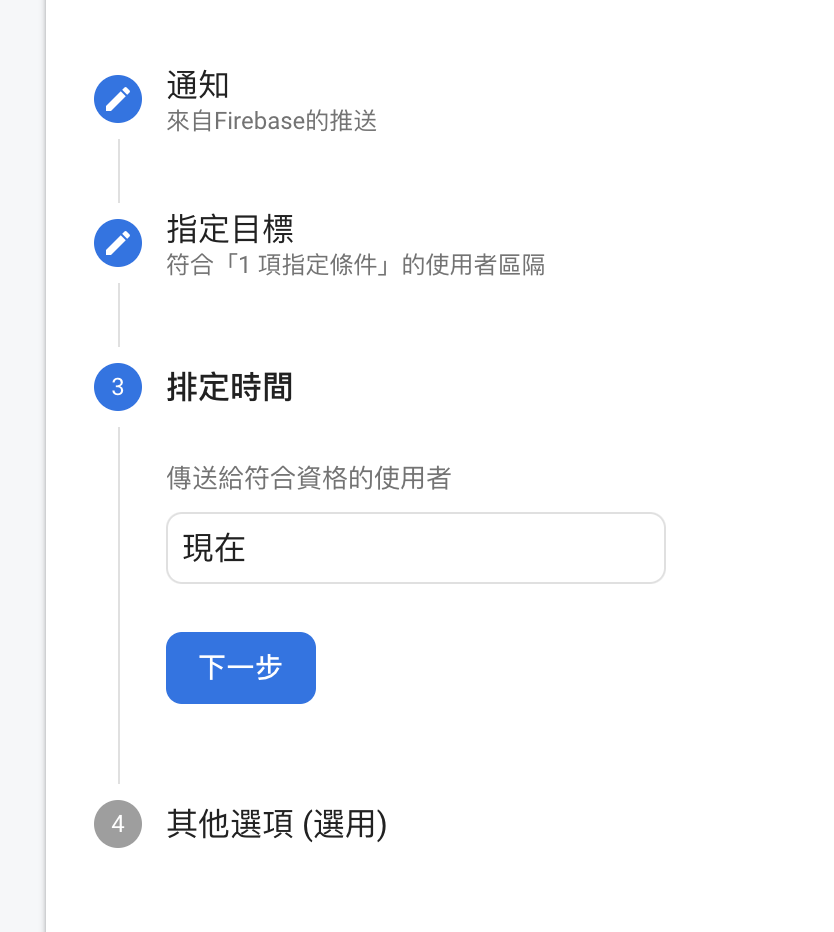 通知
來自Firebase的推送
指定目標
符合「1 項指定條件」的使用者區隔
3
排定時間
傳送給符合資格的使用者
現在
下一步
4
其他選項 (選用)